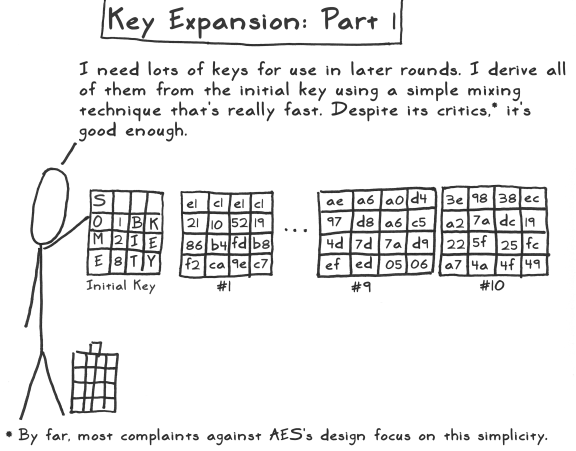 Key Expansion: Part 1
I need lots of keys for use in later rounds. I derive all
of them from the initial key using a simple mixing
technique that's really fast. Despite its critics,* it's
good enough.
S
O 1 B K
M 2 I E
E 8 T Y
Initial Key
e1 c1 e1 c1
21 10 52 19
86 b4 fd b8
f2 ca 9e c7
#1
...
ae a6 a0 d4
97 d8 a6 c5
4d 7d 7a d9
ef ed 05 06
#9
3e 98 38 ec
a2 7a dc 19
22 5f 25 fc
a7 4a 4f 49
#10
* By far, most complaints against AES's design focus on this simplicity.